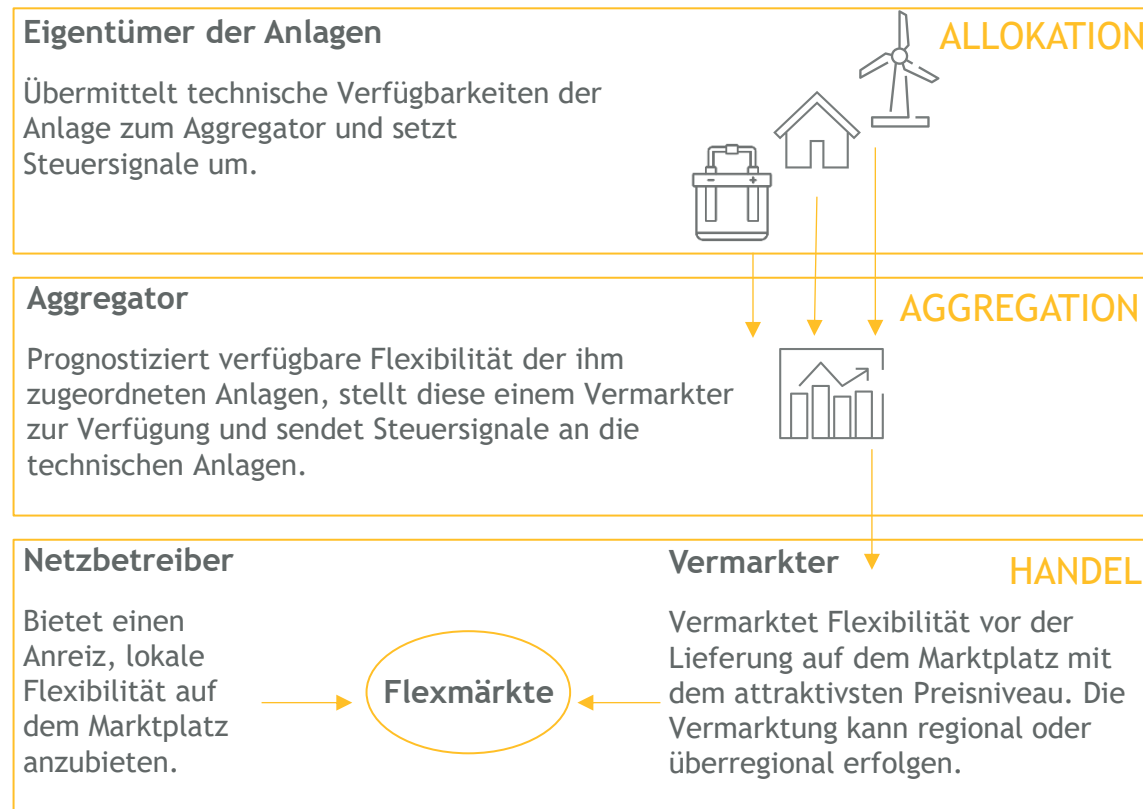 Eigentümer der Anlagen
ALLOKATION
Übermittelt technische Verfügbarkeiten der
Anlage zum Aggregator und setzt
Steuersignale um.
Aggregator
AGGREGATION
Prognostiziert verfügbare Flexibilität der ihm
zugeordneten Anlagen, stellt diese einem Vermarkter
zur Verfügung und sendet Steuersignale an die
technischen Anlagen.
HANDEL
Netzbetreiber
Bietet einen
Anreiz, lokale
Flexibilität auf
dem Marktplatz
anzubieten.
Flexmärkte
Vermarkter
Vermarktet Flexibilität vor der
Lieferung auf dem Marktplatz mit
dem attraktivsten Preisniveau. Die
Vermarktung kann regional oder
überregional erfolgen.